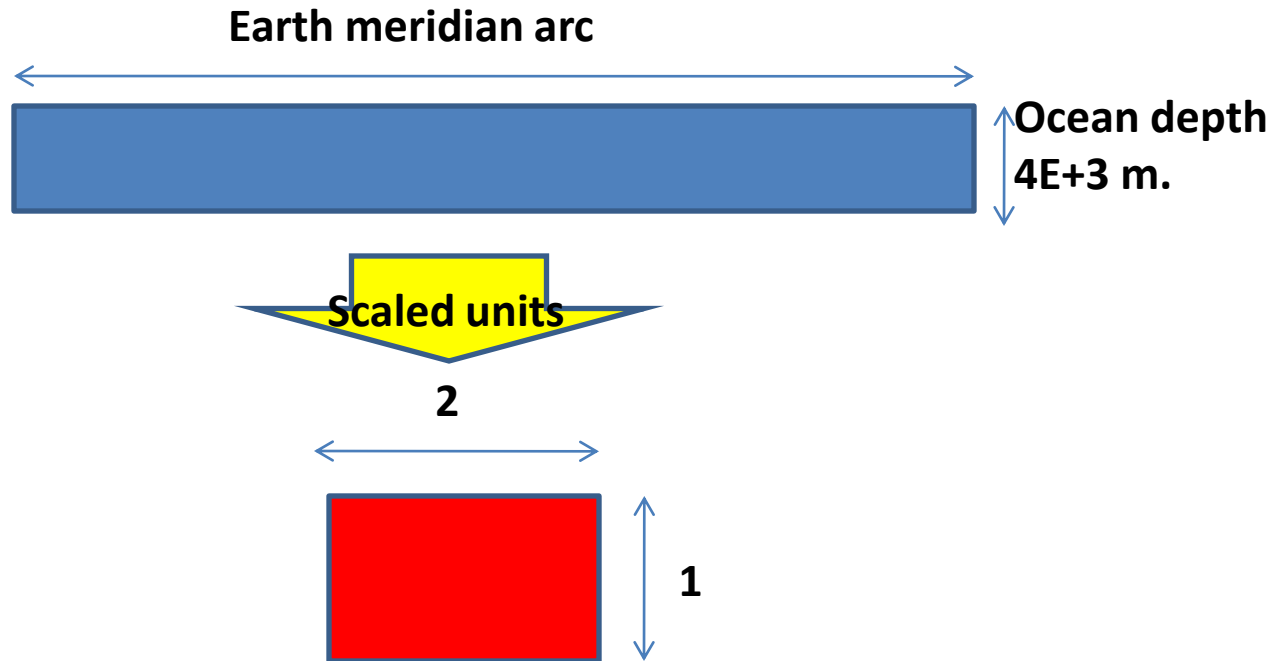 Earth meridian arc
Ocean depth
4E+3 m.
Scaled units
2
1